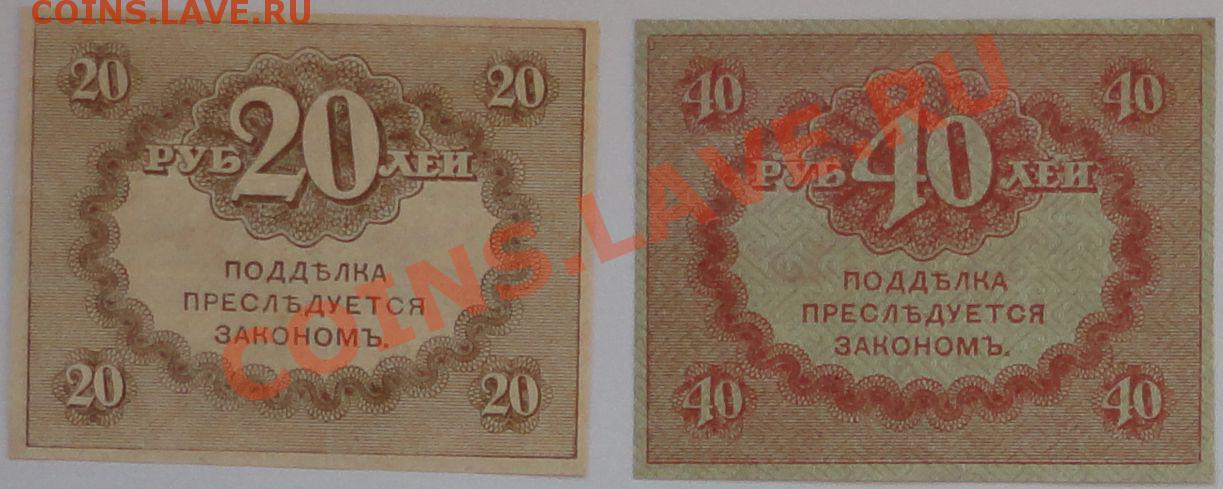 COINS.LAVE.RU
20 20
РУБ 20 ЛЕЙ
ПОДДѢЛКА
ПРЕСЛѢДУЕТСЯ
ЗАКОНОМЪ.
20 20
40 40
РУБ 40 ЛЕЙ
ПОДДѢЛКА
ПРЕСЛѢДУЕТСЯ
ЗАКОНОМЪ.
40 40
COINS.LAVE.RU